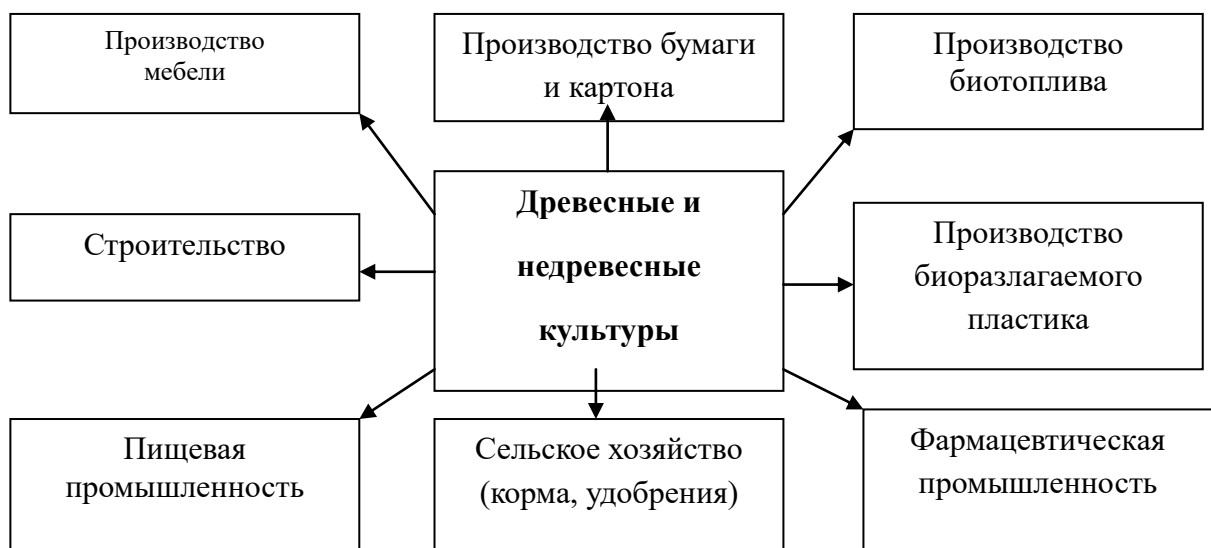 Производство
мебели
Производство бумаги
и картона
Производство
биотоплива
Строительство
Древесные и
недревесные
культуры
Производство
биоразлагаемого
пластика
Пищевая
промышленность
Сельское хозяйство
(корма, удобрения)
Фармацевтическая
промышленность